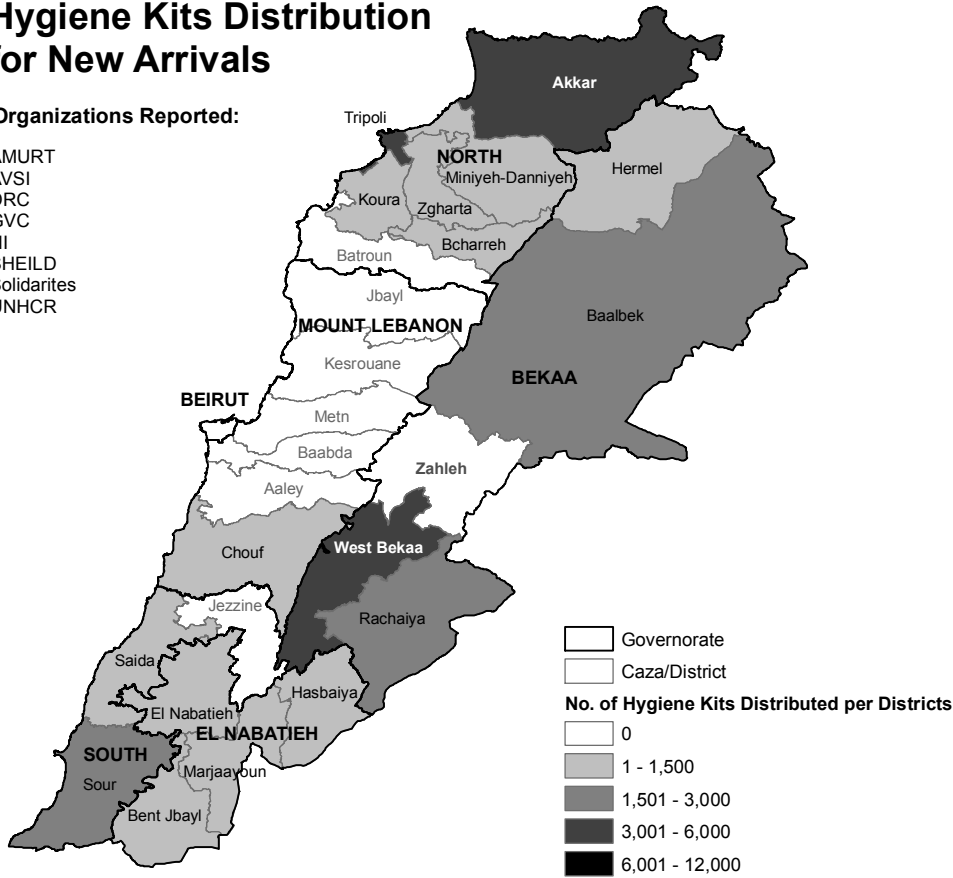 Hygiene Kits Distribution
for New Arrivals
Organizations Reported:
AMURT
AVSI
DRC
GVC
HI
SHEILD
Solidarites
UNHCR
Akkar
Tripoli
NORTH
Miniyeh-Danniyeh
Hermel
Koura
Zgharta
Bcharreh
Batroun
Jbayl
MOUNT LEBANON
Baalbek
Kesrouane
BEKAA
BEIRUT
Metn
Baabda
Zahleh
Aaley
Chouf
West Bekaa
Jezzine
Rachaiya
Saida
Hasbaiya
El Nabatieh
EL NABATIEH
SOUTH
Marjaayoun
Sour
Bent Jbayl
Governorate
Caza/District
No. of Hygiene Kits Distributed per Districts
0
1 - 1,500
1,501 - 3,000
3,001 - 6,000
6,001 - 12,000